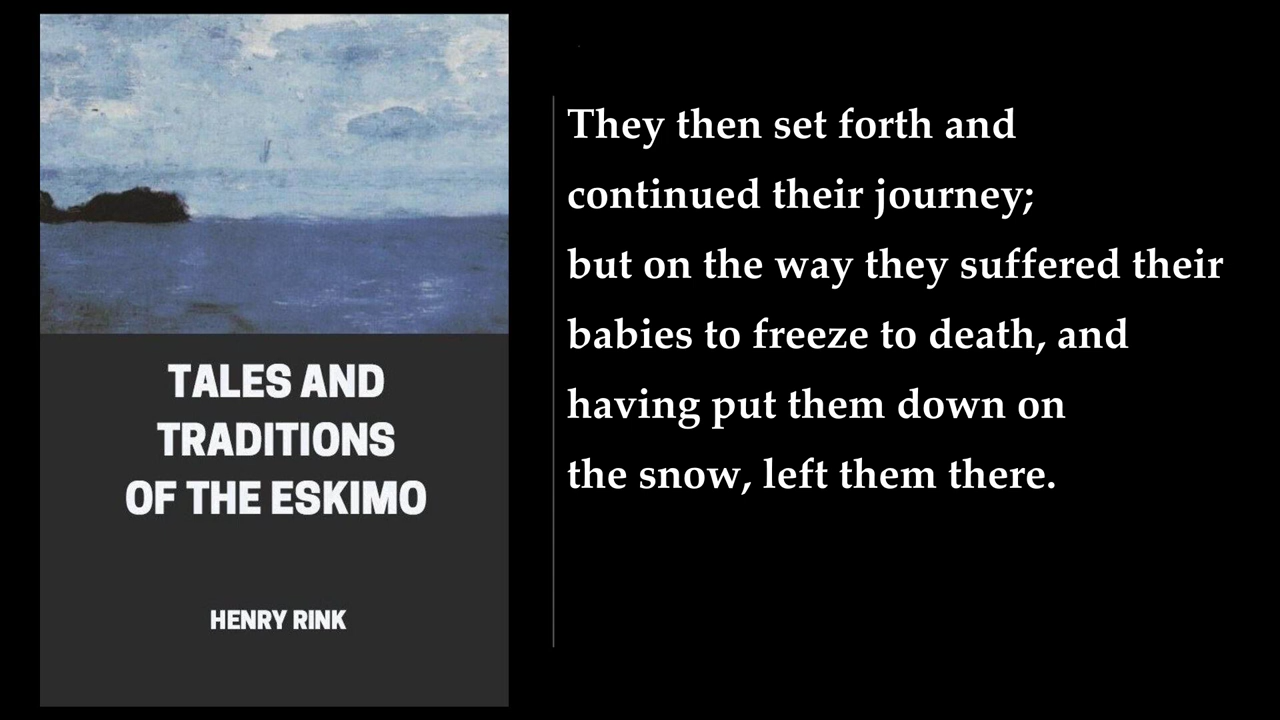 TALES AND
TRADITIONS
OF THE ESKIMO
HENRY RINK
They then set forth and
continued their journey;
but on the way they suffered their
babies to freeze to death, and
having put them down on
the snow, left them there.